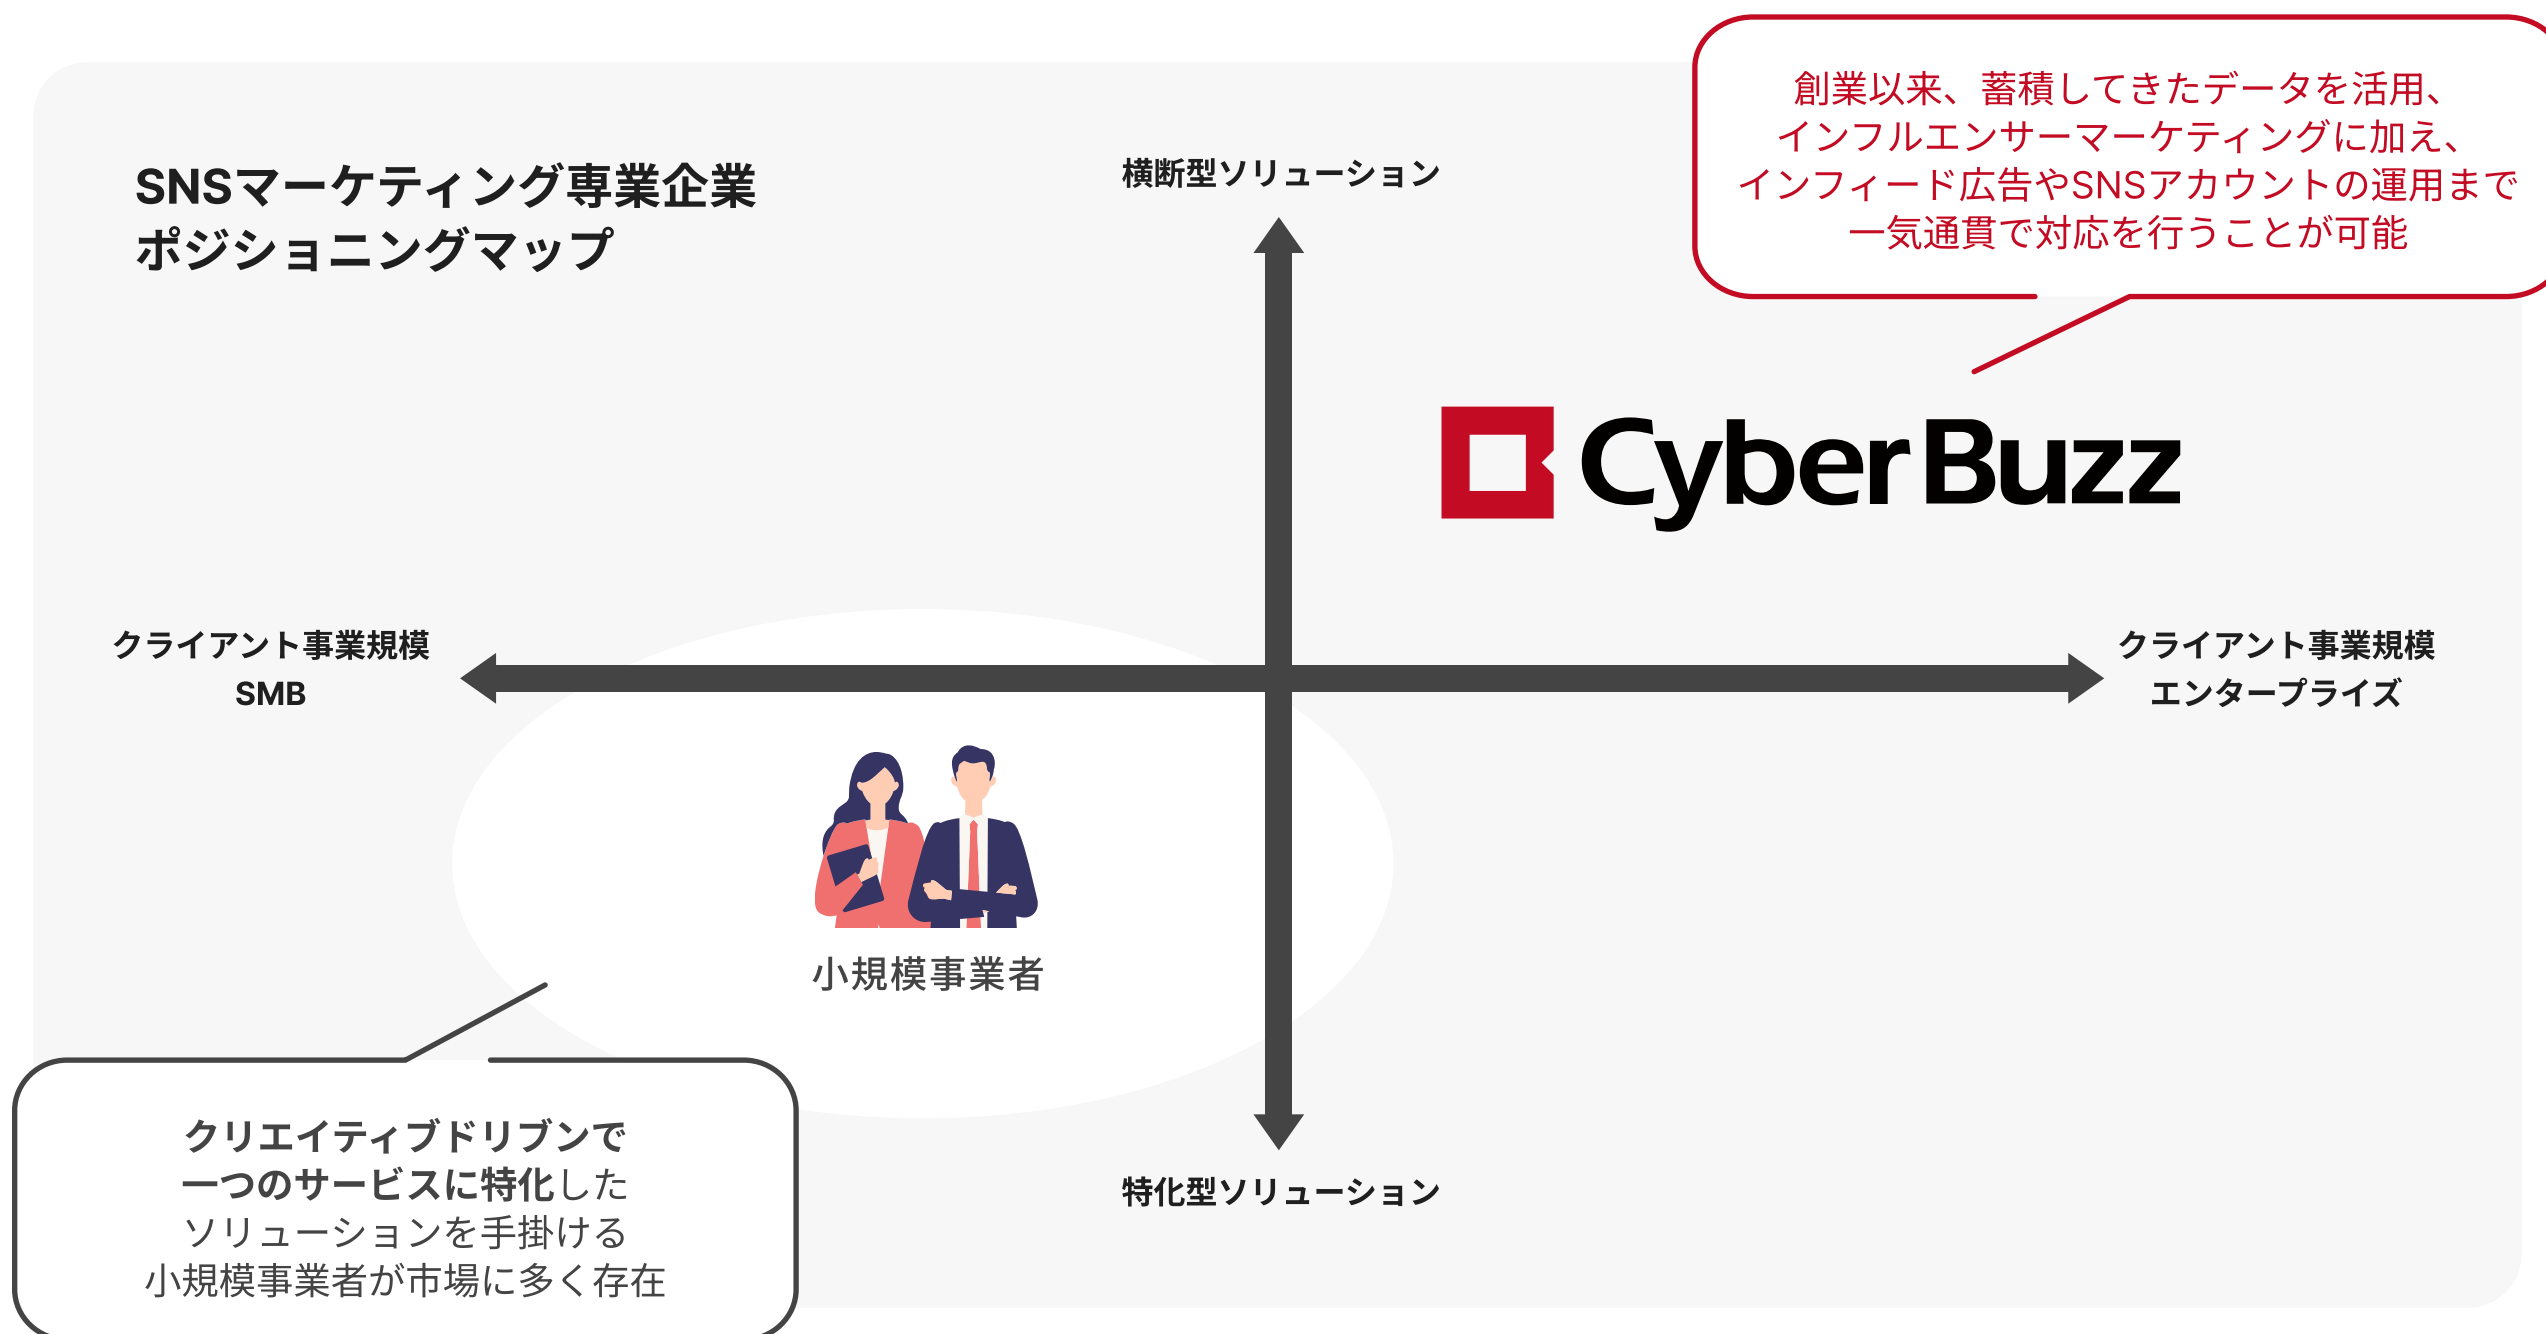 SNSマーケティング専業企業
ポジショニングマップ
横断型ソリューション
創業以来、蓄積してきたデータを活用、
インフルエンサーマーケティングに加え、
インフィード広告やSNSアカウントの運用まで
一気通貫で対応を行うことが可能
CyberBuzz
クライアント事業規模
SMB
クライアント事業規模
エンタープライズ
小規模事業者
クリエイティブドリブンで
一つのサービスに特化した
ソリューションを手掛ける
小規模事業者が市場に多く存在
特化型ソリューション